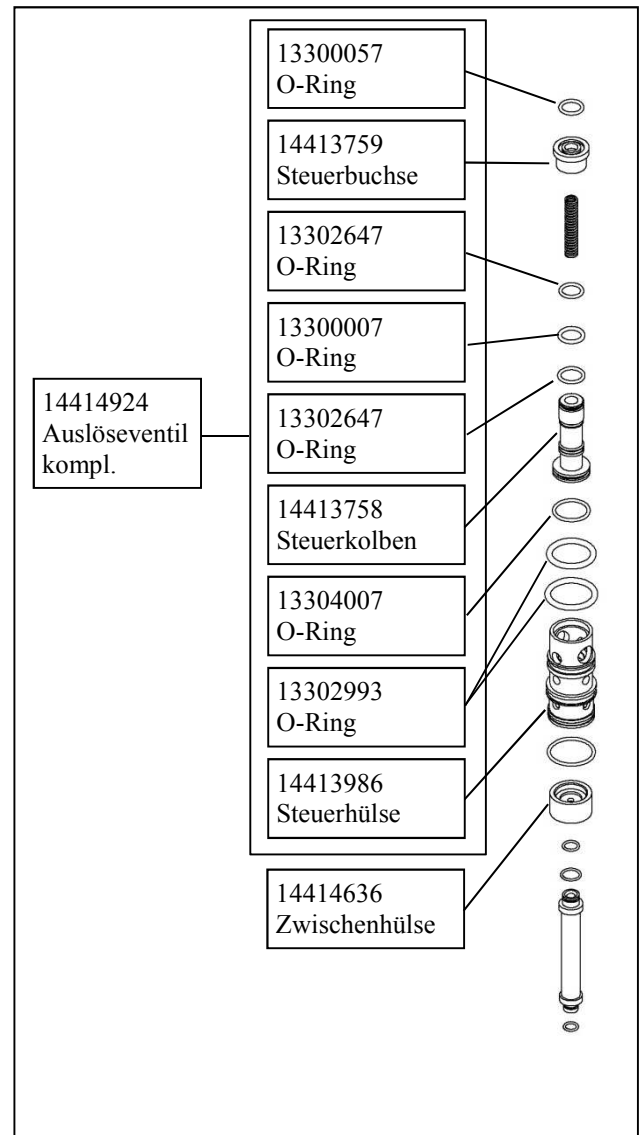 13300057
O-Ring
14413759
Steuerbuchse
13302647
O-Ring
13300007
O-Ring
14414924
Auslöseventil
kompl.
13302647
O-Ring
14413758
Steuerkolben
13304007
O-Ring
13302993
O-Ring
14413986
Steuerhülse
14414636
Zwischenhülse